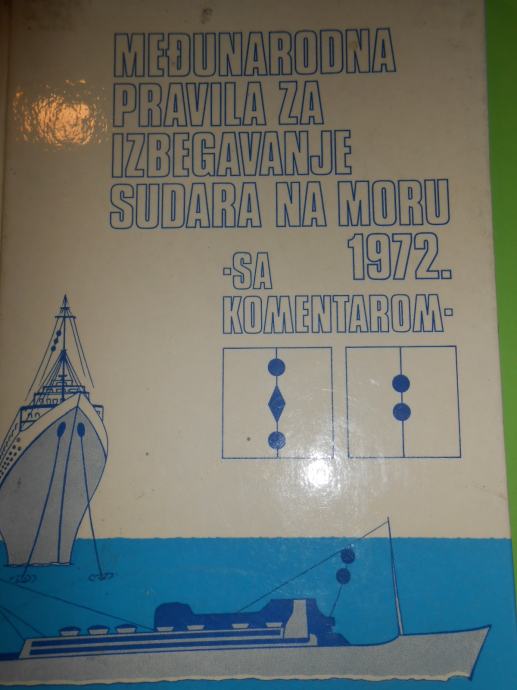 MEĐUNARODNA
PRAVILA ZA
IZBEGAVANJE
SUDARA NA MORU
1972.
•SA
KOMENTAROM•